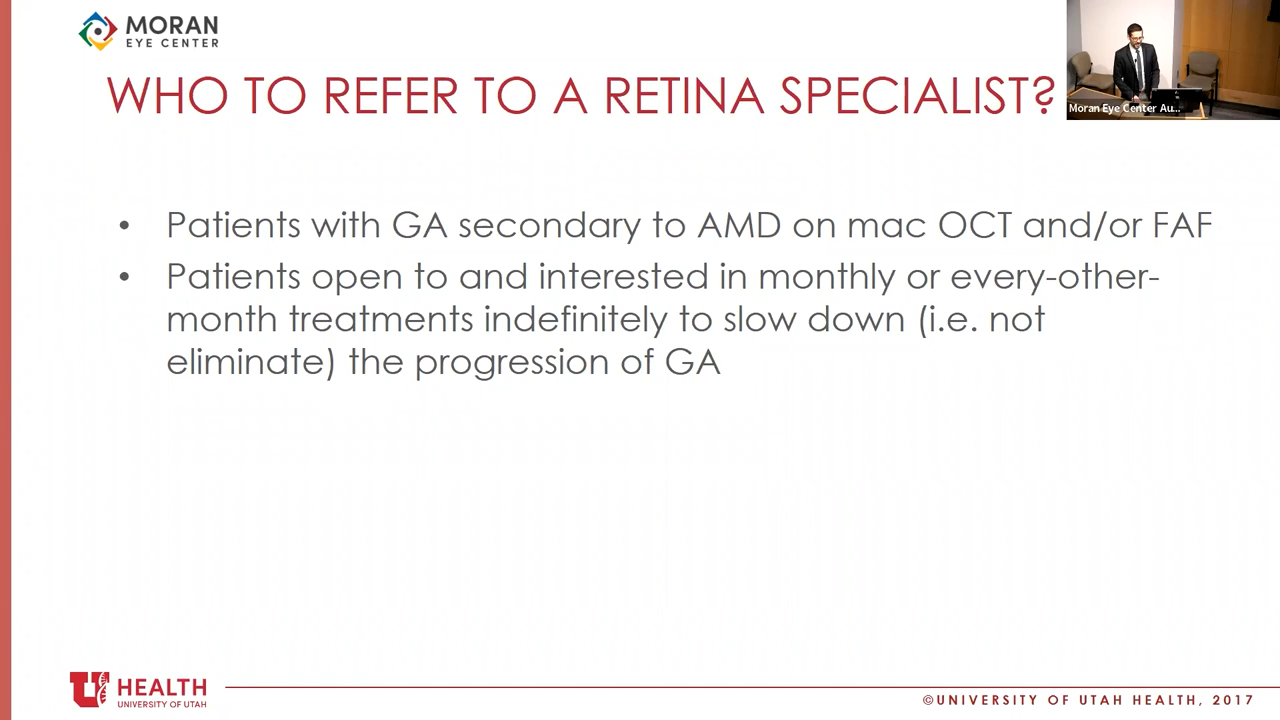 MORAN
EYE CENTER
WHO TO REFER TO A RETINA SPECIALIST?
Moran Eye Center Au...
• Patients with GA secondary to AMD on mac OCT and/or FAF
• Patients open to and interested in monthly or every-other-
month treatments indefinitely to slow down (i.e. not
eliminate) the progression of GA
U HEALTH
UNIVERSITY OF UTAH
©UNIVERSITY OF UTAH HEALTH, 2017